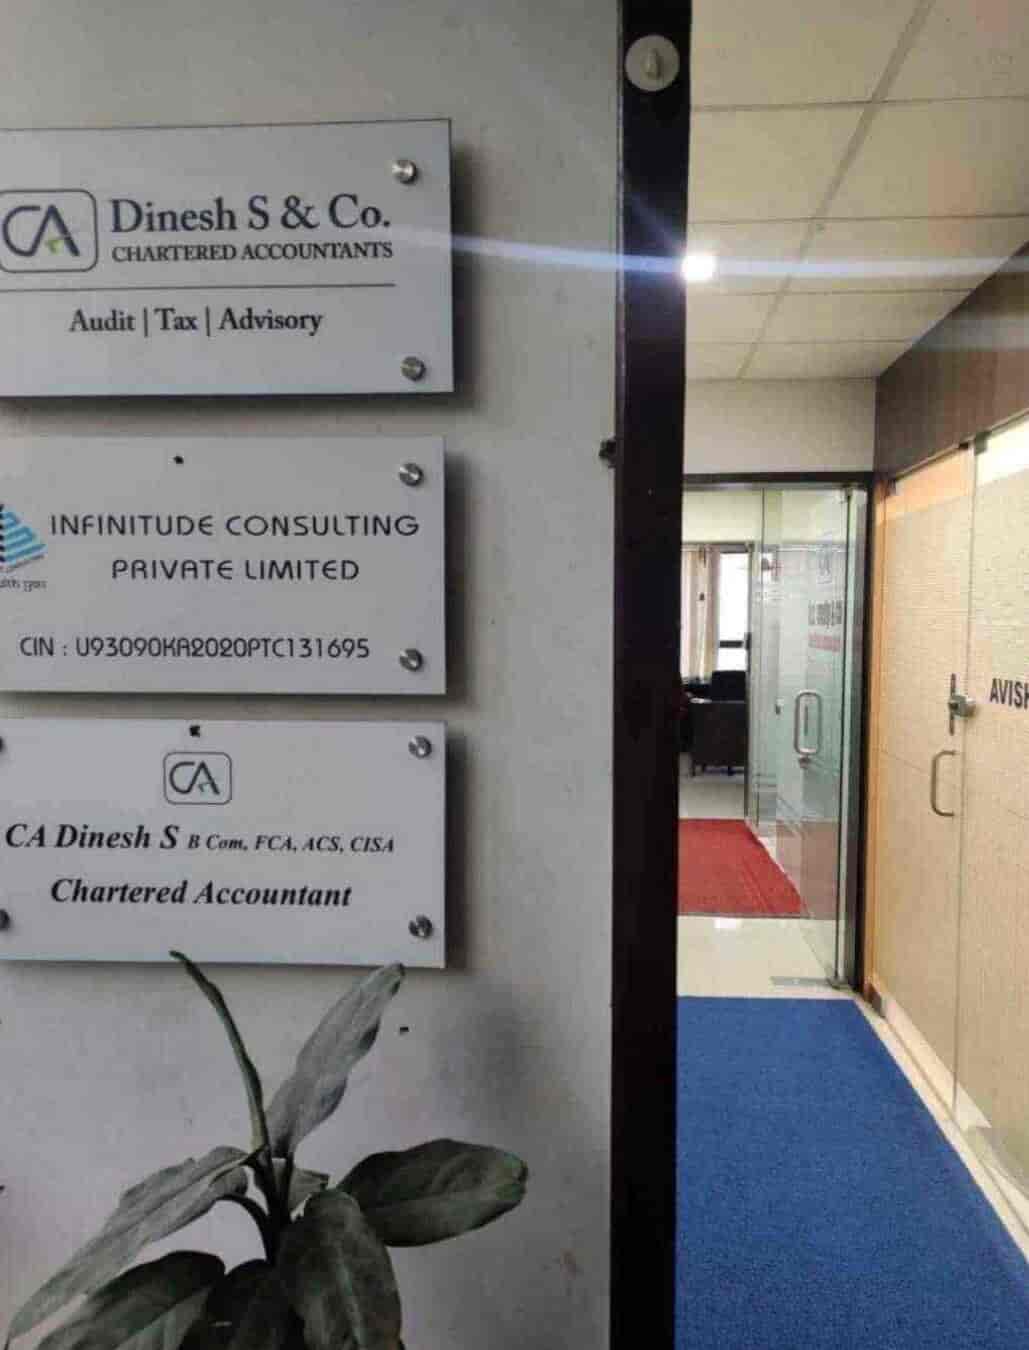 CA
Dinesh S & Co.
CHARTERED ACCOUNTANTS
Audit | Tax | Advisory
INFINITUDE CONSULTING
PRIVATE LIMITED
CIN : U93090KA2020PTC131695
CA
CA Dinesh S B Com, FCA, ACS, CISA
Chartered Accountant
AVISH